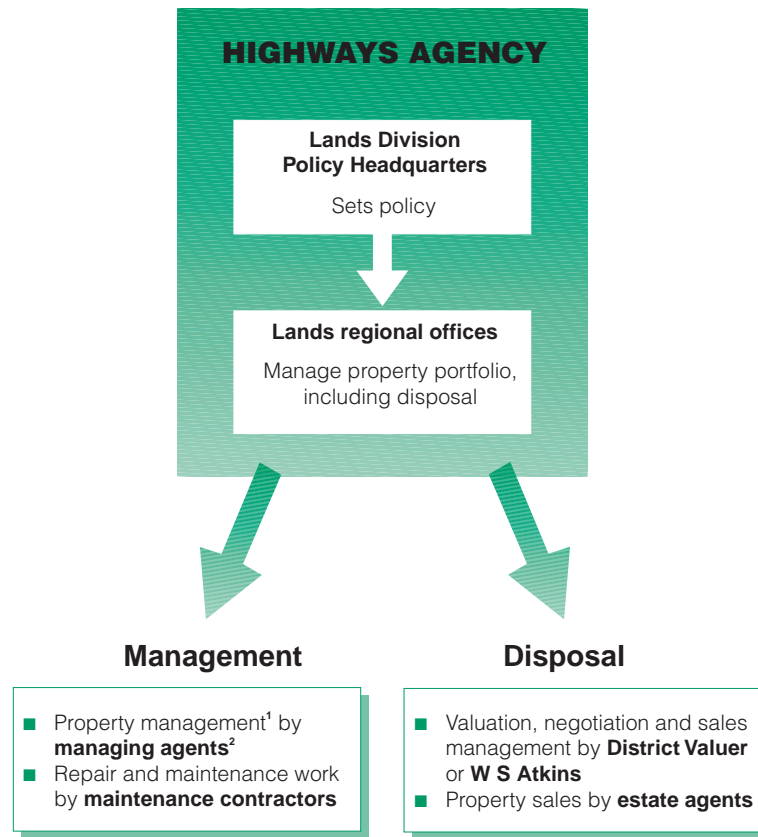 HIGHWAYS AGENCY
Lands Division
Policy Headquarters
Sets policy
Lands regional offices
Manage property portfolio,
including disposal
Management
■ Property management¹ by
managing agents²
■ Repair and maintenance work
by maintenance contractors
Disposal
■ Valuation, negotiation and sales
management by District Valuer
or W S Atkins
■ Property sales by estate agents